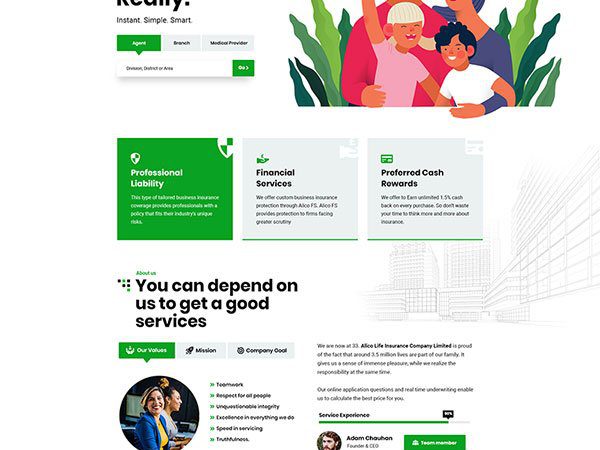 Really.
Instant. Simple. Smart.
Agent
Branch
Medical Provider
Division, District or Area
Go
Professional
Liability
This type of tailored business insurance
coverage provides professionals with a
policy that fits their industry's unique
risks.
Financial
Services
We offer custom business insurance
protection through Alico FS. Alico FS
provides protection to firms facing
greater scrutiny
Preferred Cash
Rewards
We offer to Earn unlimited 1.5% cash
back on every purchase. So don't waste
your time to think more and more about
insurance.
About us
You can depend on
us to get a good
services
Our Values
Mission
Company Goal
Teamwork
Respect for all people
Unquestionable integrity
Excellence in everything we do
Speed in servicing
Truthfulness.
We are now at 33. Alico Life Insurance Company Limited is proud
of the fact that around 3.5 million lives are part of our family. It
gives us a sense of immense pleasure, while we realize the
responsibility at the same time.
Our online application questions and real time underwriting enable
us to calculate the best price for you.
Service Experience
90%
Adam Chauhan
Founder & CEO
Team member